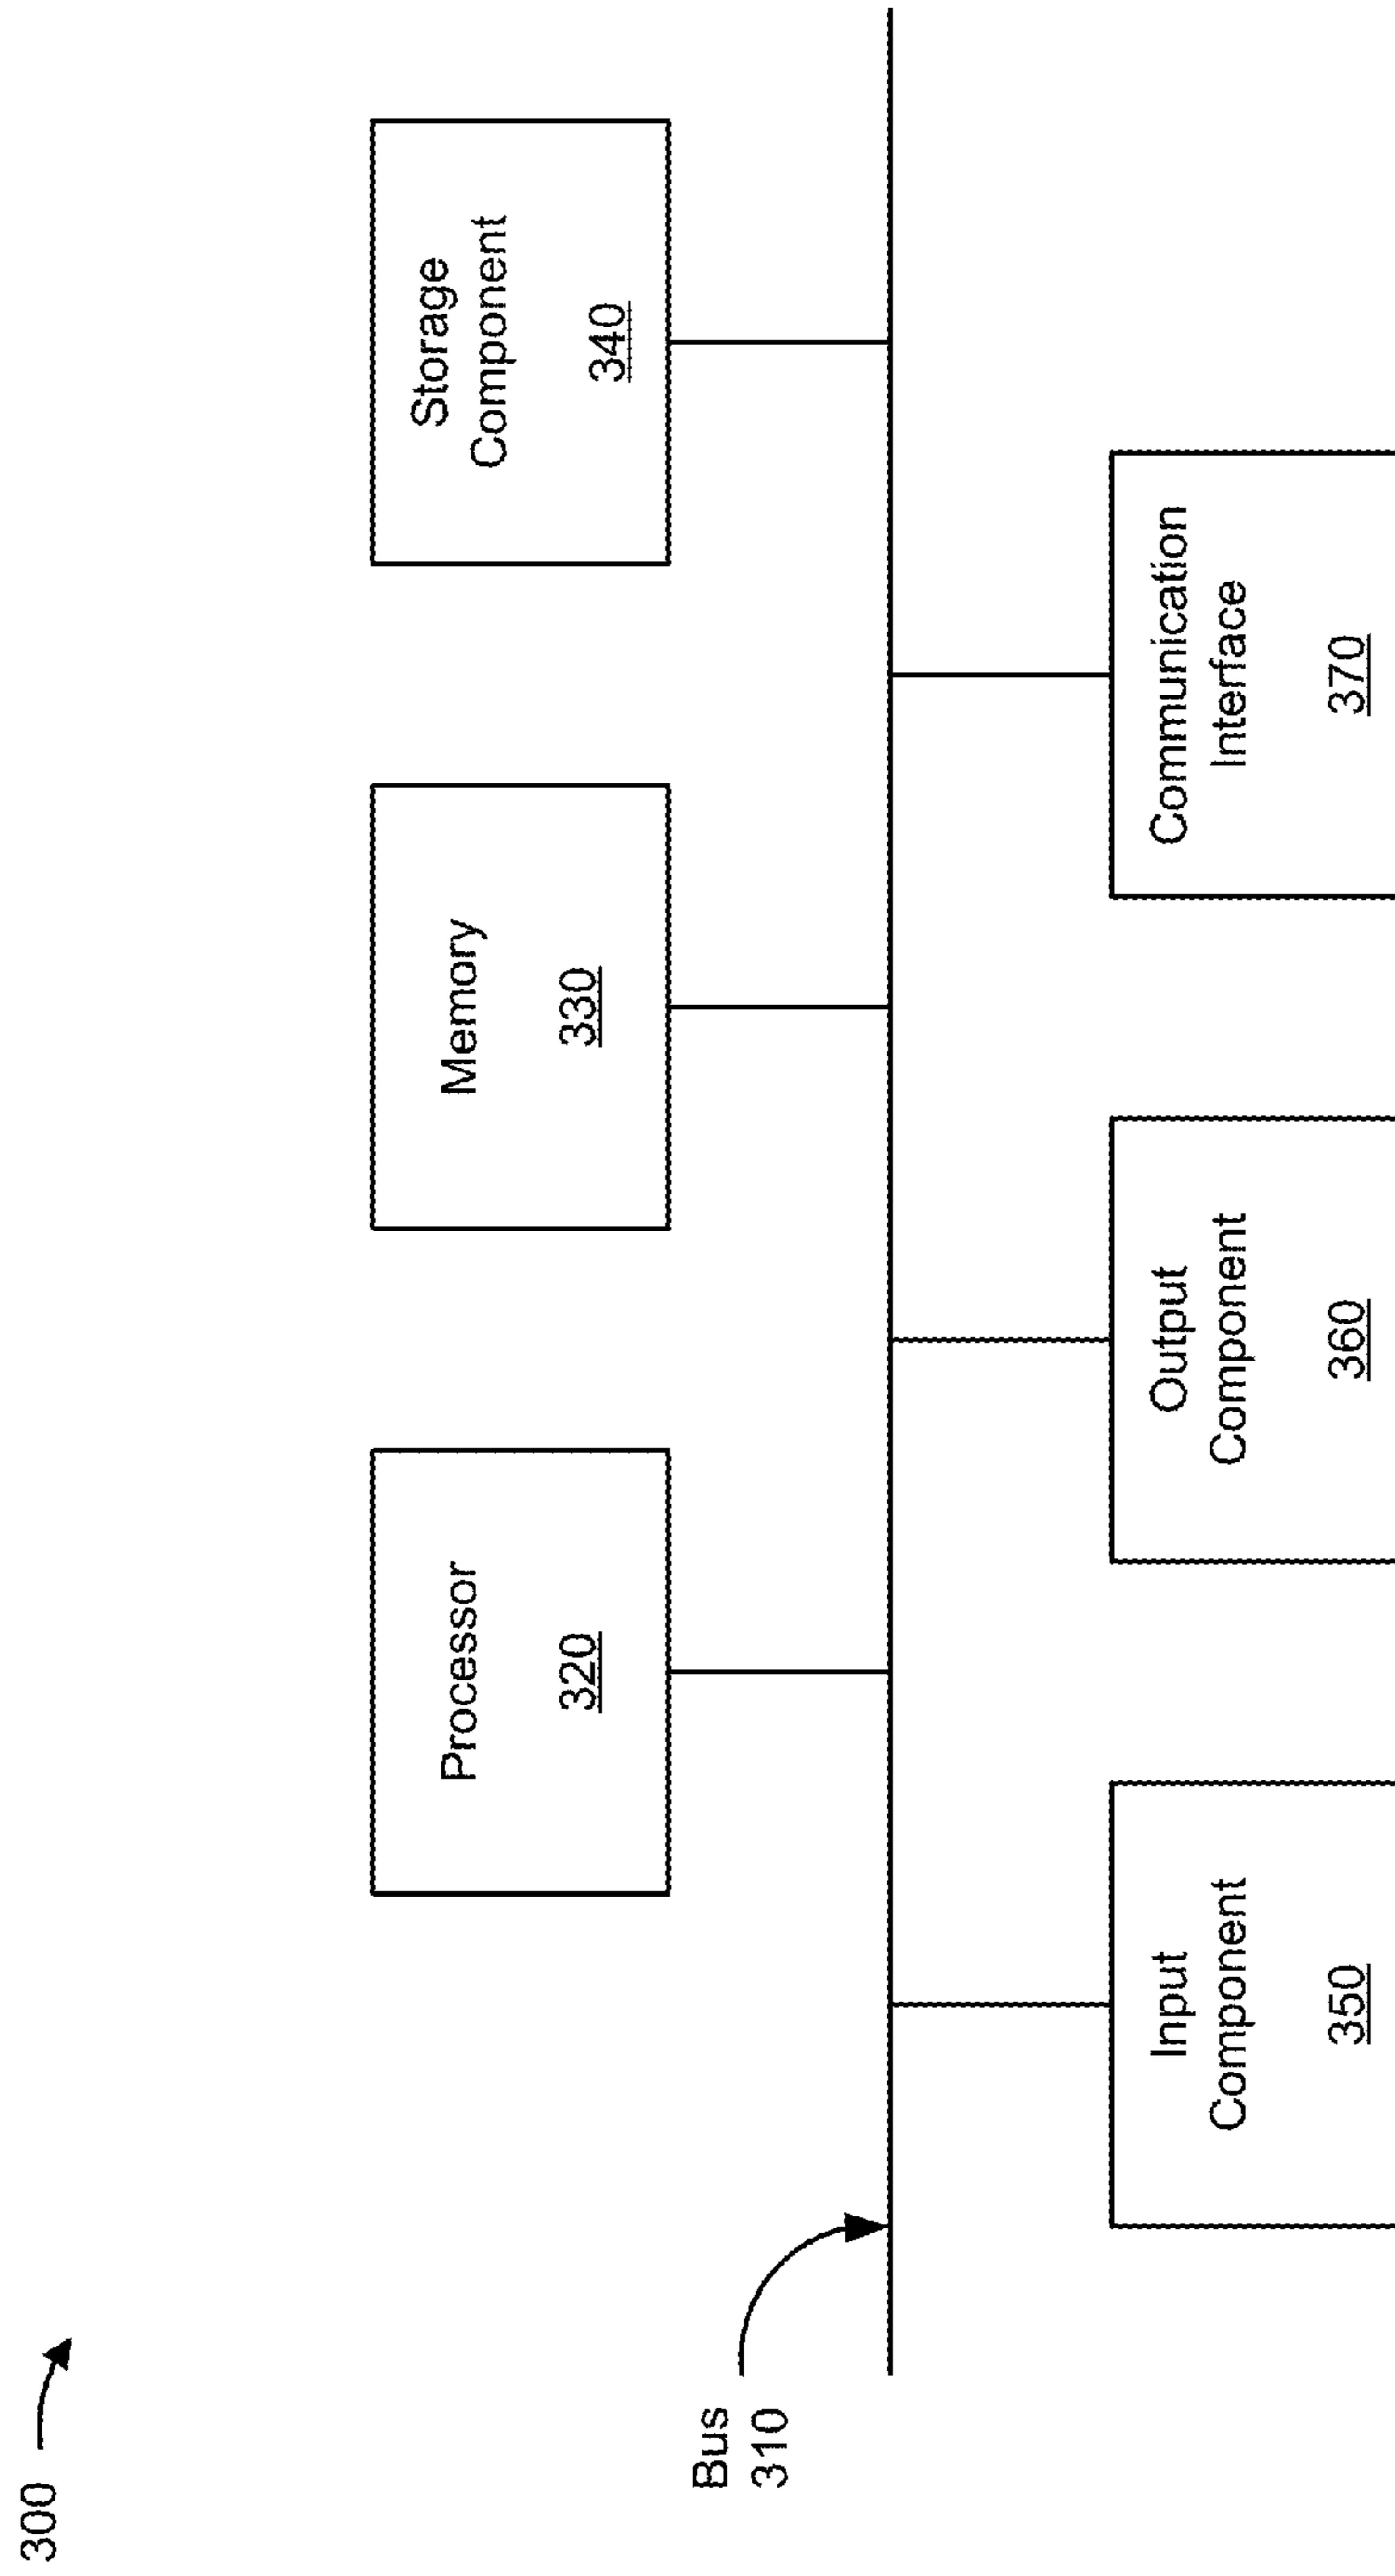 300
Processor
320
Memory
330
Storage
Component
340
Bus
310
Input
Component
350
Output
Component
360
Communication
Interface
370